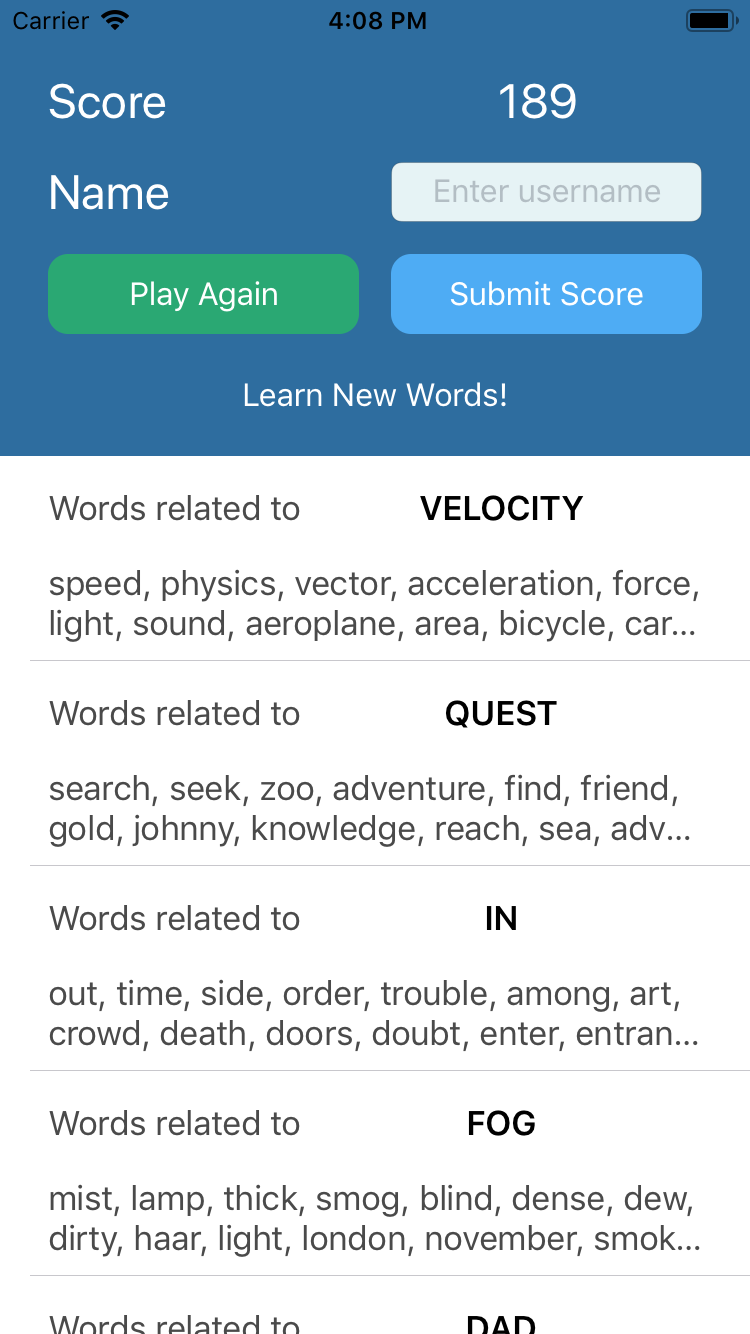 Carrier 4:08 PM
Score 189
Name Enter username
Play Again Submit Score
Learn New Words!
Words related to VELOCITY
speed, physics, vector, acceleration, force,
light, sound, aeroplane, area, bicycle, car...
Words related to QUEST
search, seek, zoo, adventure, find, friend,
gold, johnny, knowledge, reach, sea, adv...
Words related to IN
out, time, side, order, trouble, among, art,
crowd, death, doors, doubt, enter, entran...
Words related to FOG
mist, lamp, thick, smog, blind, dense, dew,
dirty, haar, light, london, november, smok...
Words related to DAD